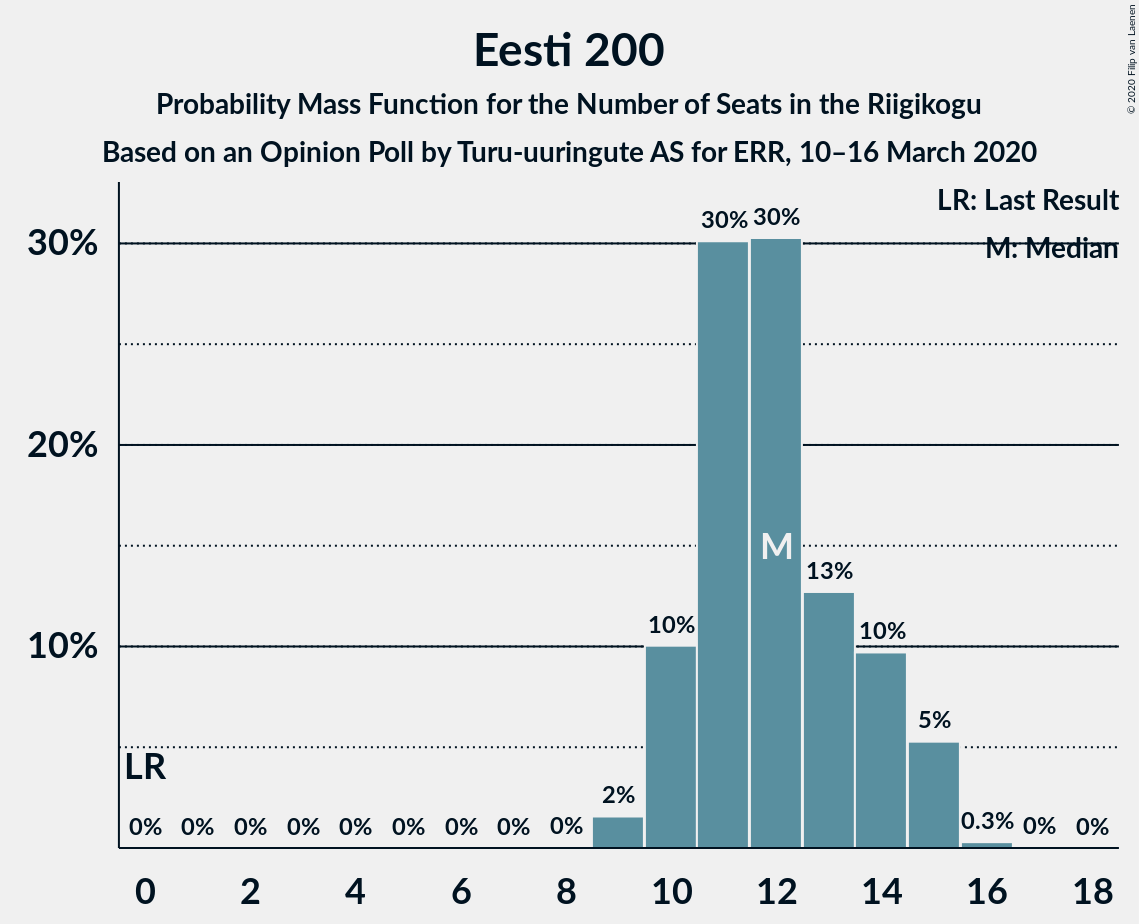 Eesti 200
Probability Mass Function for the Number of Seats in the Riigikogu
Based on an Opinion Poll by Turu-uuringute AS for ERR, 10–16 March 2020
© 2020 Filip van Laenen
LR: Last Result
M: Median
30%
20%
10%
30% 30%
M
13%
10%
10%
5%
LR
2%
0% 0% 0% 0% 0% 0% 0% 0% 0% 0.3% 0% 0%
0 2 4 6 8 10 12 14 16 18